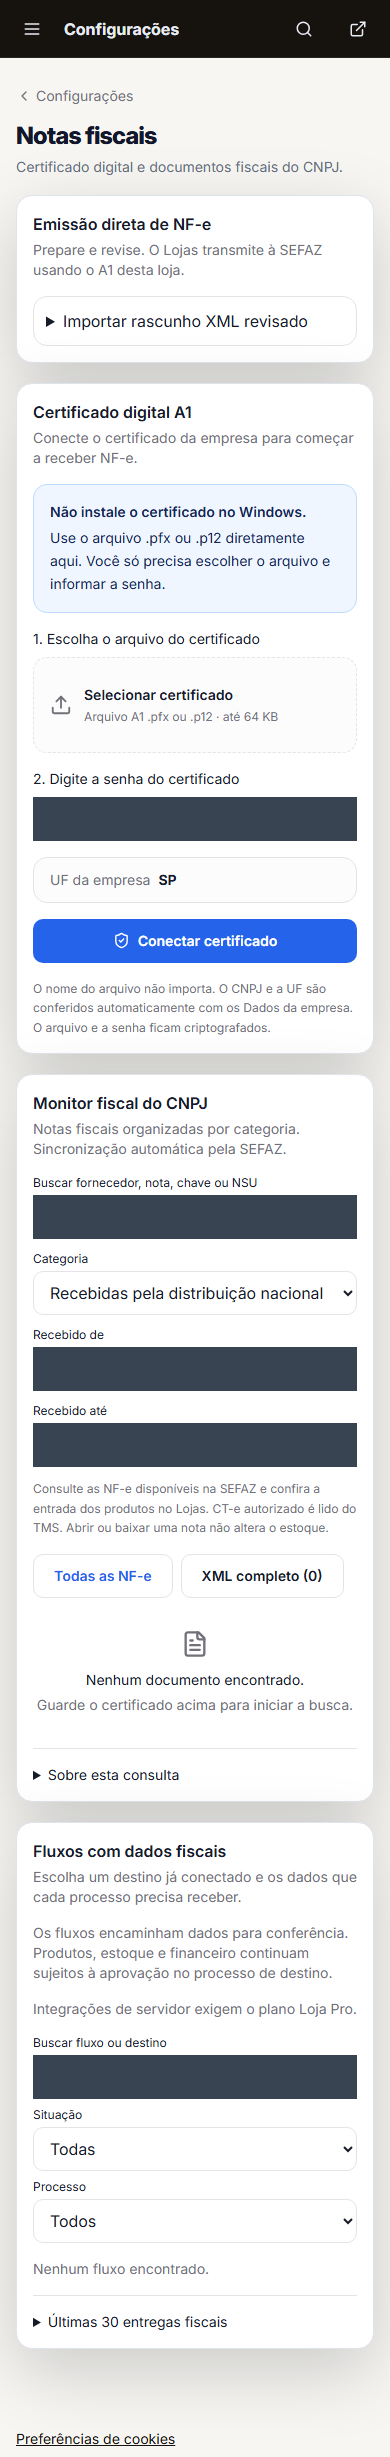 Configurações
Configurações
Notas fiscais
Certificado digital e documentos fiscais do CNPJ.
Emissão direta de NF-e
Prepare e revise. O Lojas transmite à SEFAZ
usando o A1 desta loja.
Importar rascunho XML revisado
Certificado digital A1
Conecte o certificado da empresa para começar
a receber NF-e.
Não instale o certificado no Windows.
Use o arquivo .pfx ou .p12 diretamente
aqui. Você só precisa escolher o arquivo e
informar a senha.
1. Escolha o arquivo do certificado
Selecionar certificado
Arquivo A1 .pfx ou .p12 · até 64 KB
2. Digite a senha do certificado
UF da empresa SP
Conectar certificado
O nome do arquivo não importa. O CNPJ e a UF são
conferidos automaticamente com os Dados da empresa.
O arquivo e a senha ficam criptografados.
Monitor fiscal do CNPJ
Notas fiscais organizadas por categoria.
Sincronização automática pela SEFAZ.
Buscar fornecedor, nota, chave ou NSU
Categoria
Recebidas pela distribuição nacional
Recebido de
Recebido até
Consulte as NF-e disponíveis na SEFAZ e confira a
entrada dos produtos no Lojas. CT-e autorizado é lido do
TMS. Abrir ou baixar uma nota não altera o estoque.
Todas as NF-e XML completo (0)
Nenhum documento encontrado.
Guarde o certificado acima para iniciar a busca.
Sobre esta consulta
Fluxos com dados fiscais
Escolha um destino já conectado e os dados que
cada processo precisa receber.
Os fluxos encaminham dados para conferência.
Produtos, estoque e financeiro continuam
sujeitos à aprovação no processo de destino.
Integrações de servidor exigem o plano Loja Pro.
Buscar fluxo ou destino
Situação
Todas
Processo
Todos
Nenhum fluxo encontrado.
Últimas 30 entregas fiscais
Preferências de cookies